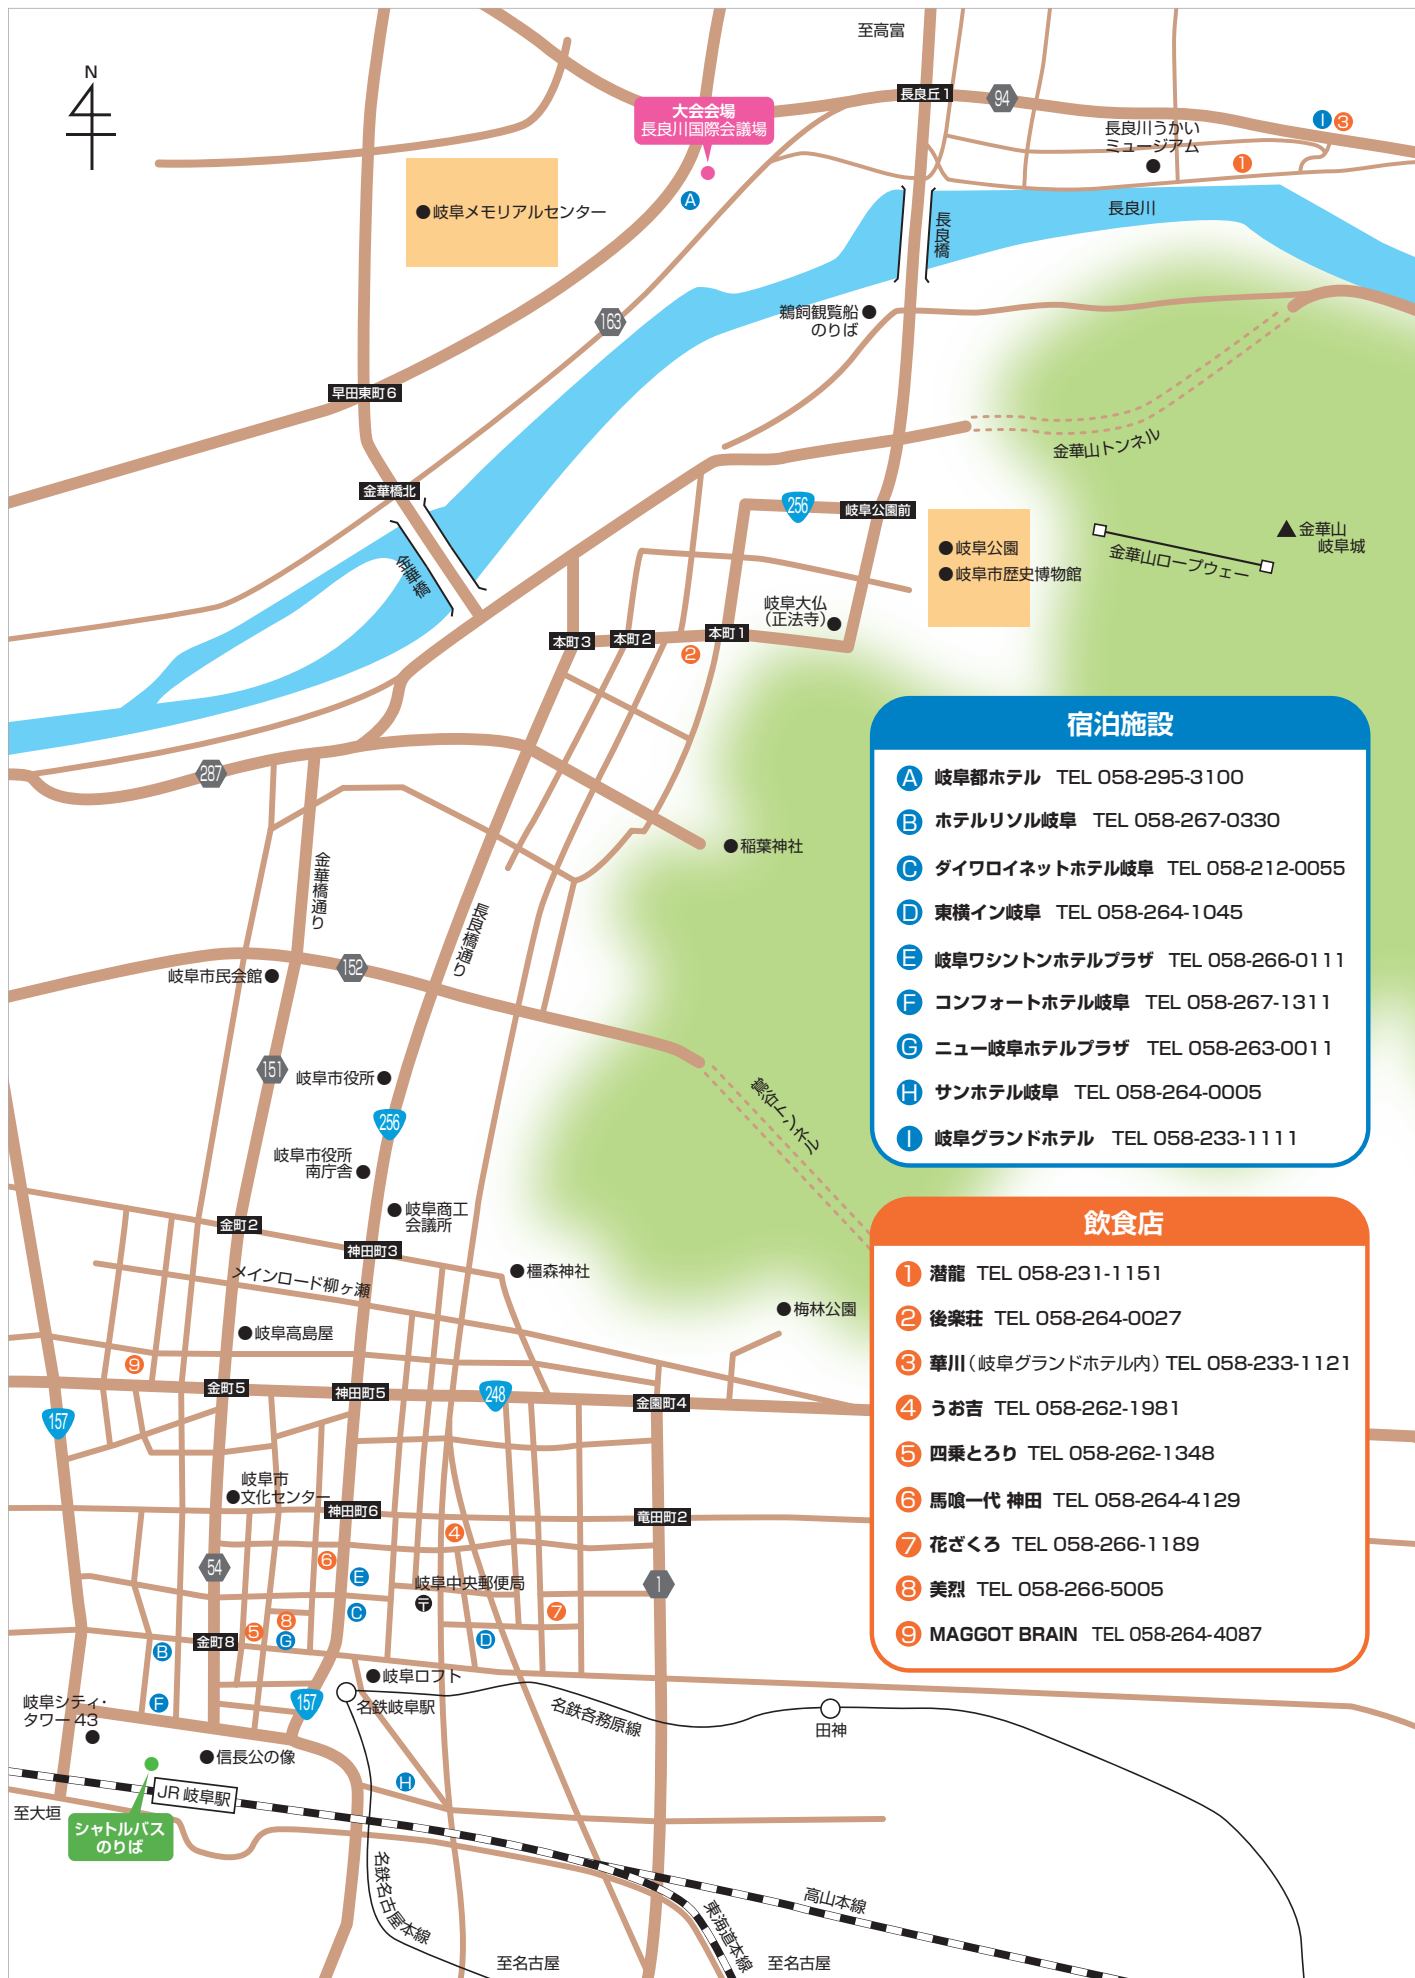 至高富
N
大会会場
長良川国際会議場
長良丘1
94
I
3
長良川うかい
ミュージアム
1
A
岐阜メモリアルセンター
長良川
長良橋
鵜飼観覧船
のりば
163
早田東町6
金華山トンネル
金華橋北
256
岐阜公園前
金華橋
岐阜公園
岐阜市歴史博物館
金華山
岐阜城
金華山ロープウェー
岐阜大仏
(正法寺)
本町3
本町2
本町1
2
287
稲葉神社
金華橋通り
長良橋通り
岐阜市民会館
152
151
岐阜市役所
256
鶯谷トンネル
岐阜市役所
南庁舎
岐阜商工
会議所
金町2
神田町3
メインロード柳ヶ瀬
橿森神社
梅林公園
岐阜高島屋
9
金町5
神田町5
248
金園町4
157
岐阜市
文化センター
神田町6
竜田町2
4
54
6
E
岐阜中央郵便局
〒
1
C
7
8
5
G
D
金町8
B
岐阜ロフト
F
157
名鉄岐阜駅
名鉄各務原線
田神
岐阜シティ・
タワー43
信長公の像
H
JR岐阜駅
至大垣
シャトルバス
のりば
名鉄名古屋本線
高山本線
東海道本線
至名古屋
至名古屋
宿泊施設
A 岐阜都ホテル TEL 058-295-3100
B ホテルリソル岐阜 TEL 058-267-0330
C ダイワロイネットホテル岐阜 TEL 058-212-0055
D 東横イン岐阜 TEL 058-264-1045
E 岐阜ワシントンホテルプラザ TEL 058-266-0111
F コンフォートホテル岐阜 TEL 058-267-1311
G ニュー岐阜ホテルプラザ TEL 058-263-0011
H サンホテル岐阜 TEL 058-264-0005
I 岐阜グランドホテル TEL 058-233-1111
飲食店
1 潜龍 TEL 058-231-1151
2 後楽荘 TEL 058-264-0027
3 華川(岐阜グランドホテル内) TEL 058-233-1121
4 うお吉 TEL 058-262-1981
5 四乗とろり TEL 058-262-1348
6 馬喰一代 神田 TEL 058-264-4129
7 花ざくろ TEL 058-266-1189
8 美烈 TEL 058-266-5005
9 MAGGOT BRAIN TEL 058-264-4087